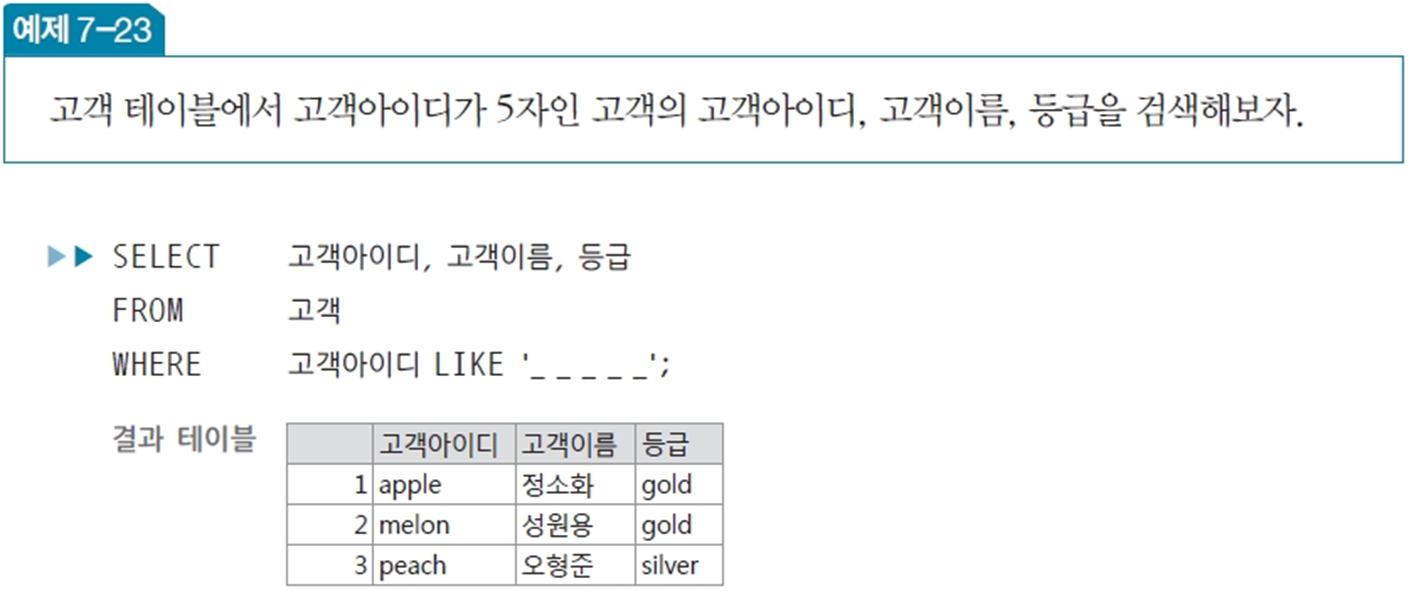 예제 7-23
고객 테이블에서 고객아이디가 5자인 고객의 고객아이디, 고객이름, 등급을 검색해보자.
▶▶ SELECT 고객아이디, 고객이름, 등급
FROM 고객
WHERE 고객아이디 LIKE '_ _ _ _ _';
결과 테이블
고객아이디 고객이름 등급
1 apple 정소화 gold
2 melon 성원용 gold
3 peach 오형준 silver